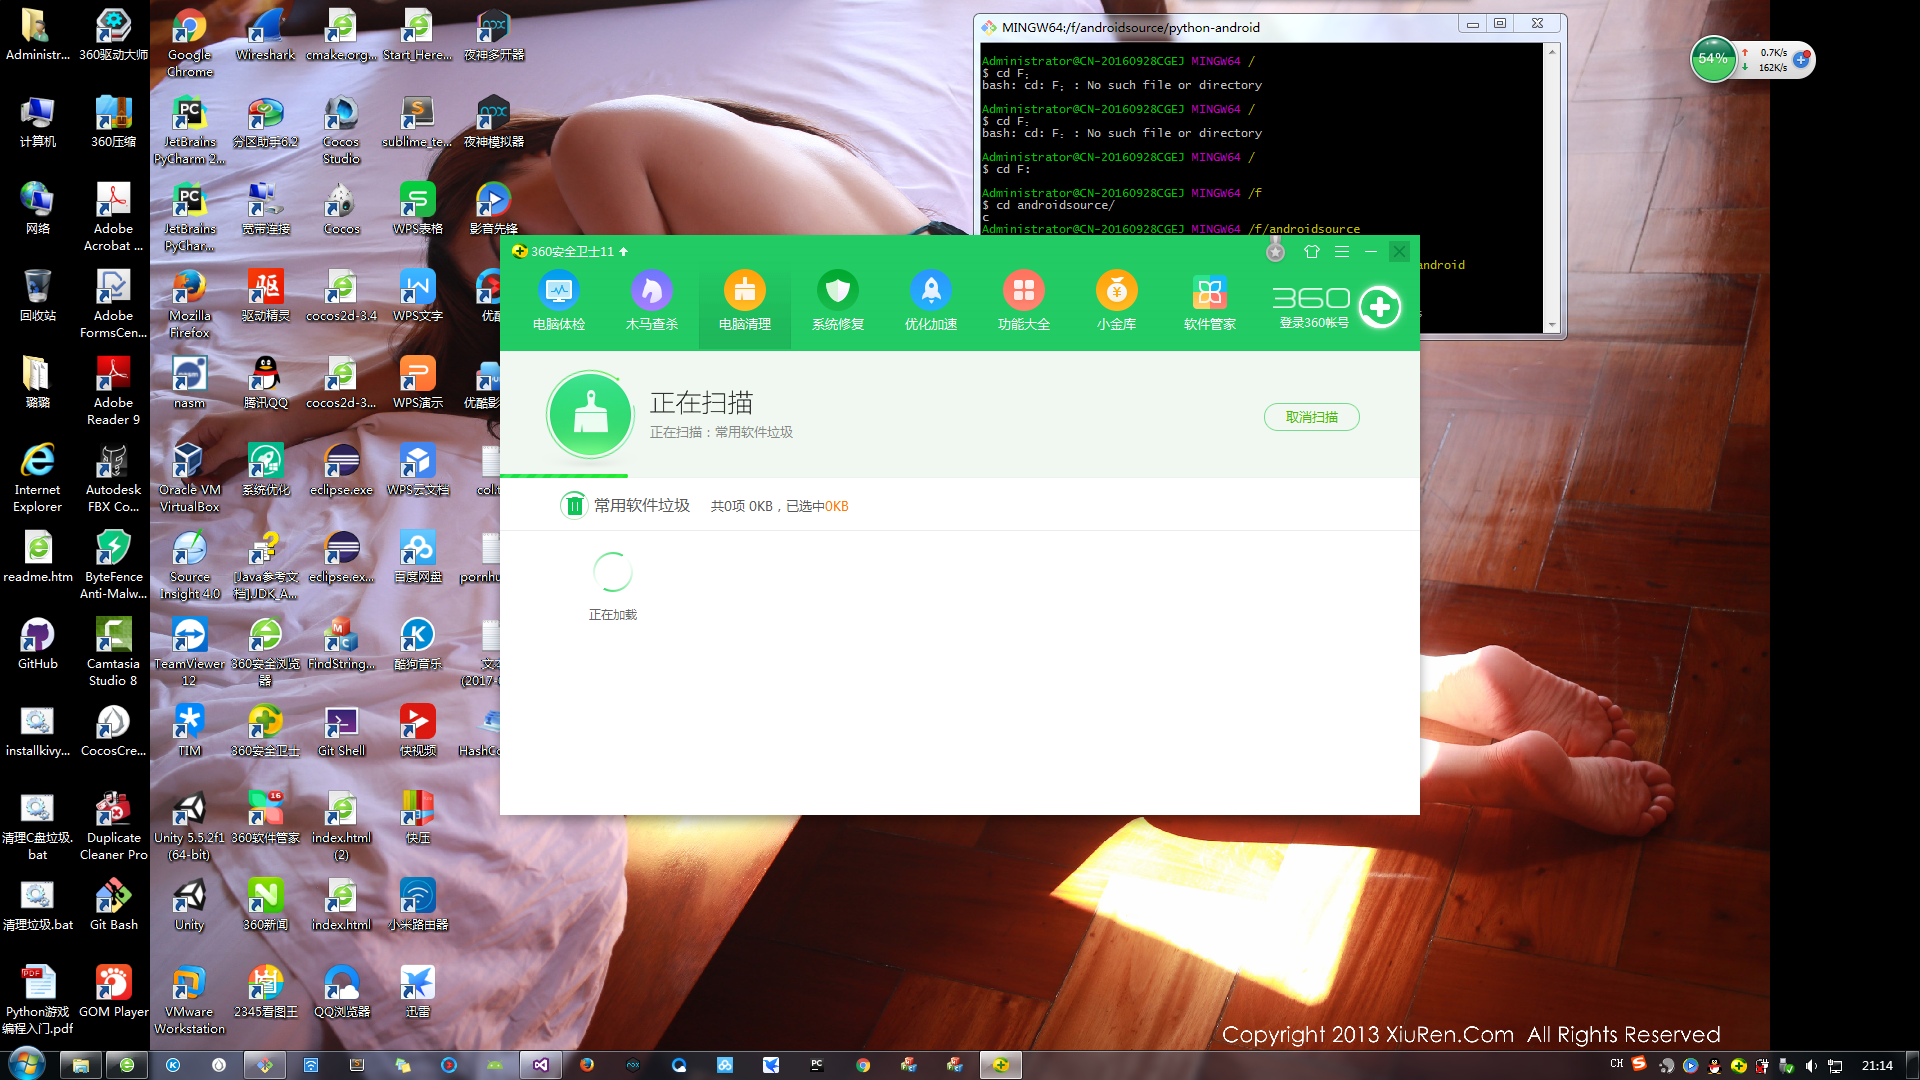 Administr...
360驱动大师
Google Chrome
Wireshark
cmake.org...
Start_Here...
夜神多开器
计算机
360压缩
JetBrains PyCharm 2...
分区助手6.2
Cocos Studio
sublime_te...
夜神模拟器
网络
Adobe Acrobat ...
JetBrains PyChar...
宽带连接
Cocos
WPS表格
影音先锋
回收站
Adobe FormsCen...
Mozilla Firefox
驱动精灵
cocos2d-3.4
WPS文字
优酷
璐璐
Adobe Reader 9
nasm
腾讯QQ
cocos2d-3...
WPS演示
优酷影
Internet Explorer
Autodesk FBX Co...
Oracle VM VirtualBox
系统优化
eclipse.exe
WPS云文档
col.t
readme.htm
ByteFence Anti-Malw...
Source Insight 4.0
[Java参考文档].JDK_A...
eclipse.ex...
百度网盘
pornhu
GitHub
Camtasia Studio 8
TeamViewer 12
360安全浏览器
FindString...
酷狗音乐
文本
(2017-
installkivy...
CocosCre...
TIM
360安全卫士
Git Shell
快视频
HashCo
清理C盘垃圾.bat
Duplicate Cleaner Pro
Unity 5.5.2f1 (64-bit)
16
360软件管家
index.html (2)
快压
清理垃圾.bat
Git Bash
Unity
360新闻
index.html
小米路由器
Python游戏编程入门.pdf
GOM Player
VMware Workstation
2345看图王
QQ浏览器
迅雷
MINGW64:/f/androidsource/python-android
Administrator@CN-20160928CGEJ MINGW64 /
$ cd F；
bash: cd: F；: No such file or directory
Administrator@CN-20160928CGEJ MINGW64 /
$ cd F；
bash: cd: F；: No such file or directory
Administrator@CN-20160928CGEJ MINGW64 /
$ cd F:
Administrator@CN-20160928CGEJ MINGW64 /f
$ cd androidsource/
c
Administrator@CN-20160928CGEJ MINGW64 /f/androidsource
android
s
54%
0.7K/s
162K/s
360安全卫士11
电脑体检
木马查杀
电脑清理
系统修复
优化加速
功能大全
小金库
软件管家
360
登录360帐号
正在扫描
正在扫描：常用软件垃圾
取消扫描
常用软件垃圾 共0项 0KB，已选中0KB
正在加载
Copyright 2013 XiuRen.Com All Rights Reserved
CH
21:14